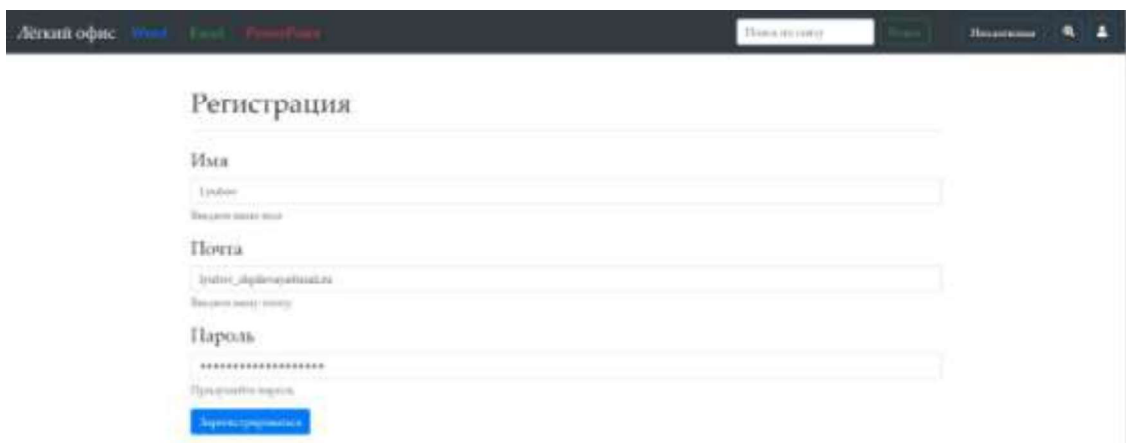 Лёгкий офис Word Excel PowerPoint Поиск по сайту Поиск
Регистрация
Имя
Lyubov
Введите ваше имя
Почта
Введите вашу почту
Пароль
********************
Придумайте пароль
Зарегистрироваться